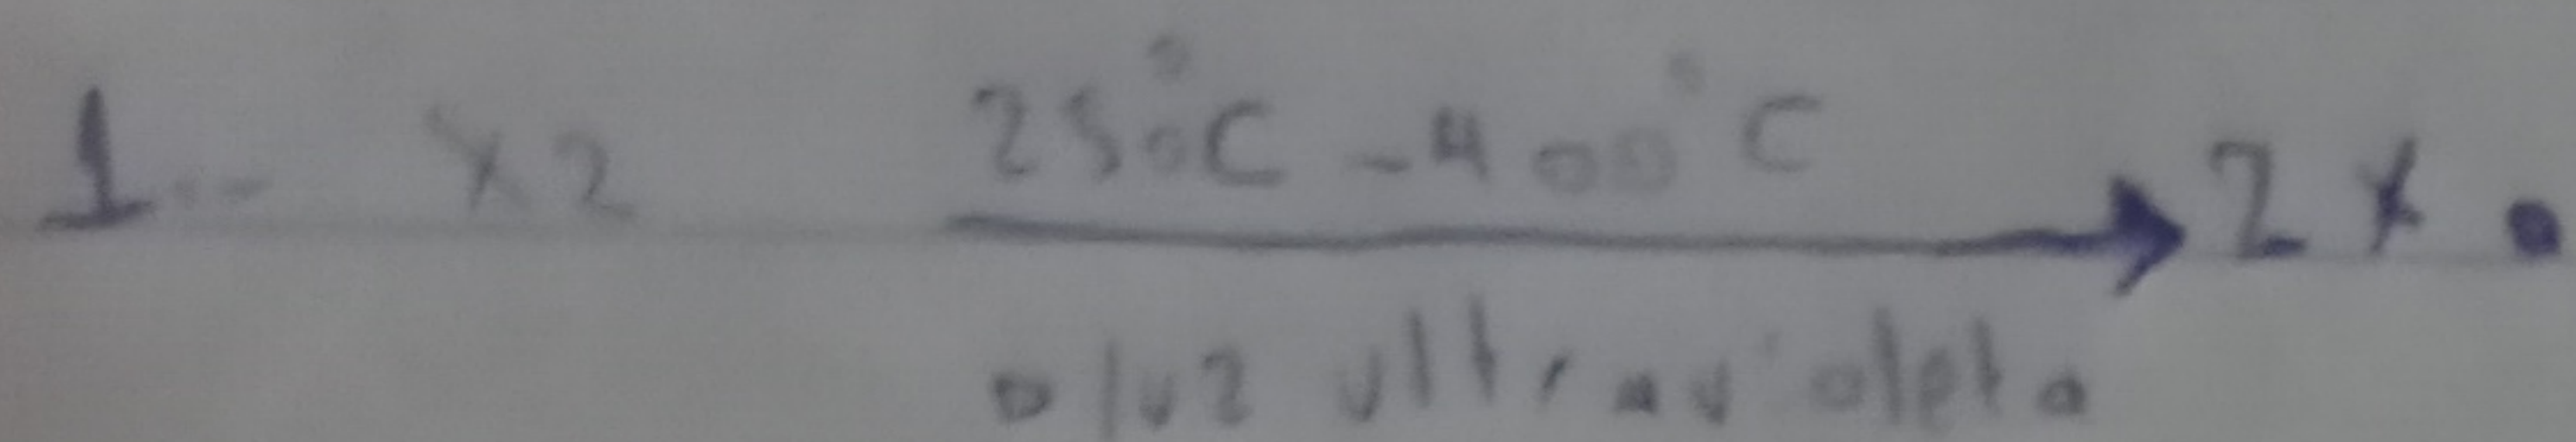 250°C - 400°C
1.- X2 → 2X•
o luz ultravioleta